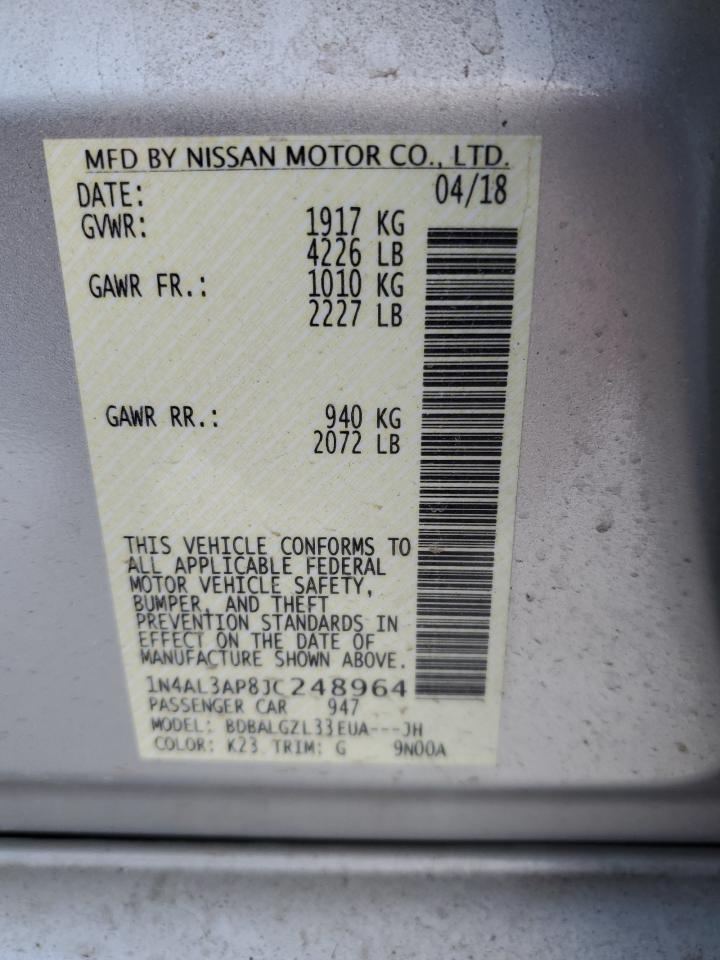 MFD BY NISSAN MOTOR CO., LTD.
DATE: 04/18
GVWR: 1917 KG
4226 LB
GAWR FR.: 1010 KG
2227 LB
GAWR RR.: 940 KG
2072 LB
THIS VEHICLE CONFORMS TO
ALL APPLICABLE FEDERAL
MOTOR VEHICLE SAFETY,
BUMPER, AND THEFT
PREVENTION STANDARDS IN
EFFECT ON THE DATE OF
MANUFACTURE SHOWN ABOVE.
1N4AL3AP8JC248964
PASSENGER CAR 947
MODEL: BDBALGZL33EUA---JH
COLOR: K23 TRIM: G 9N00A